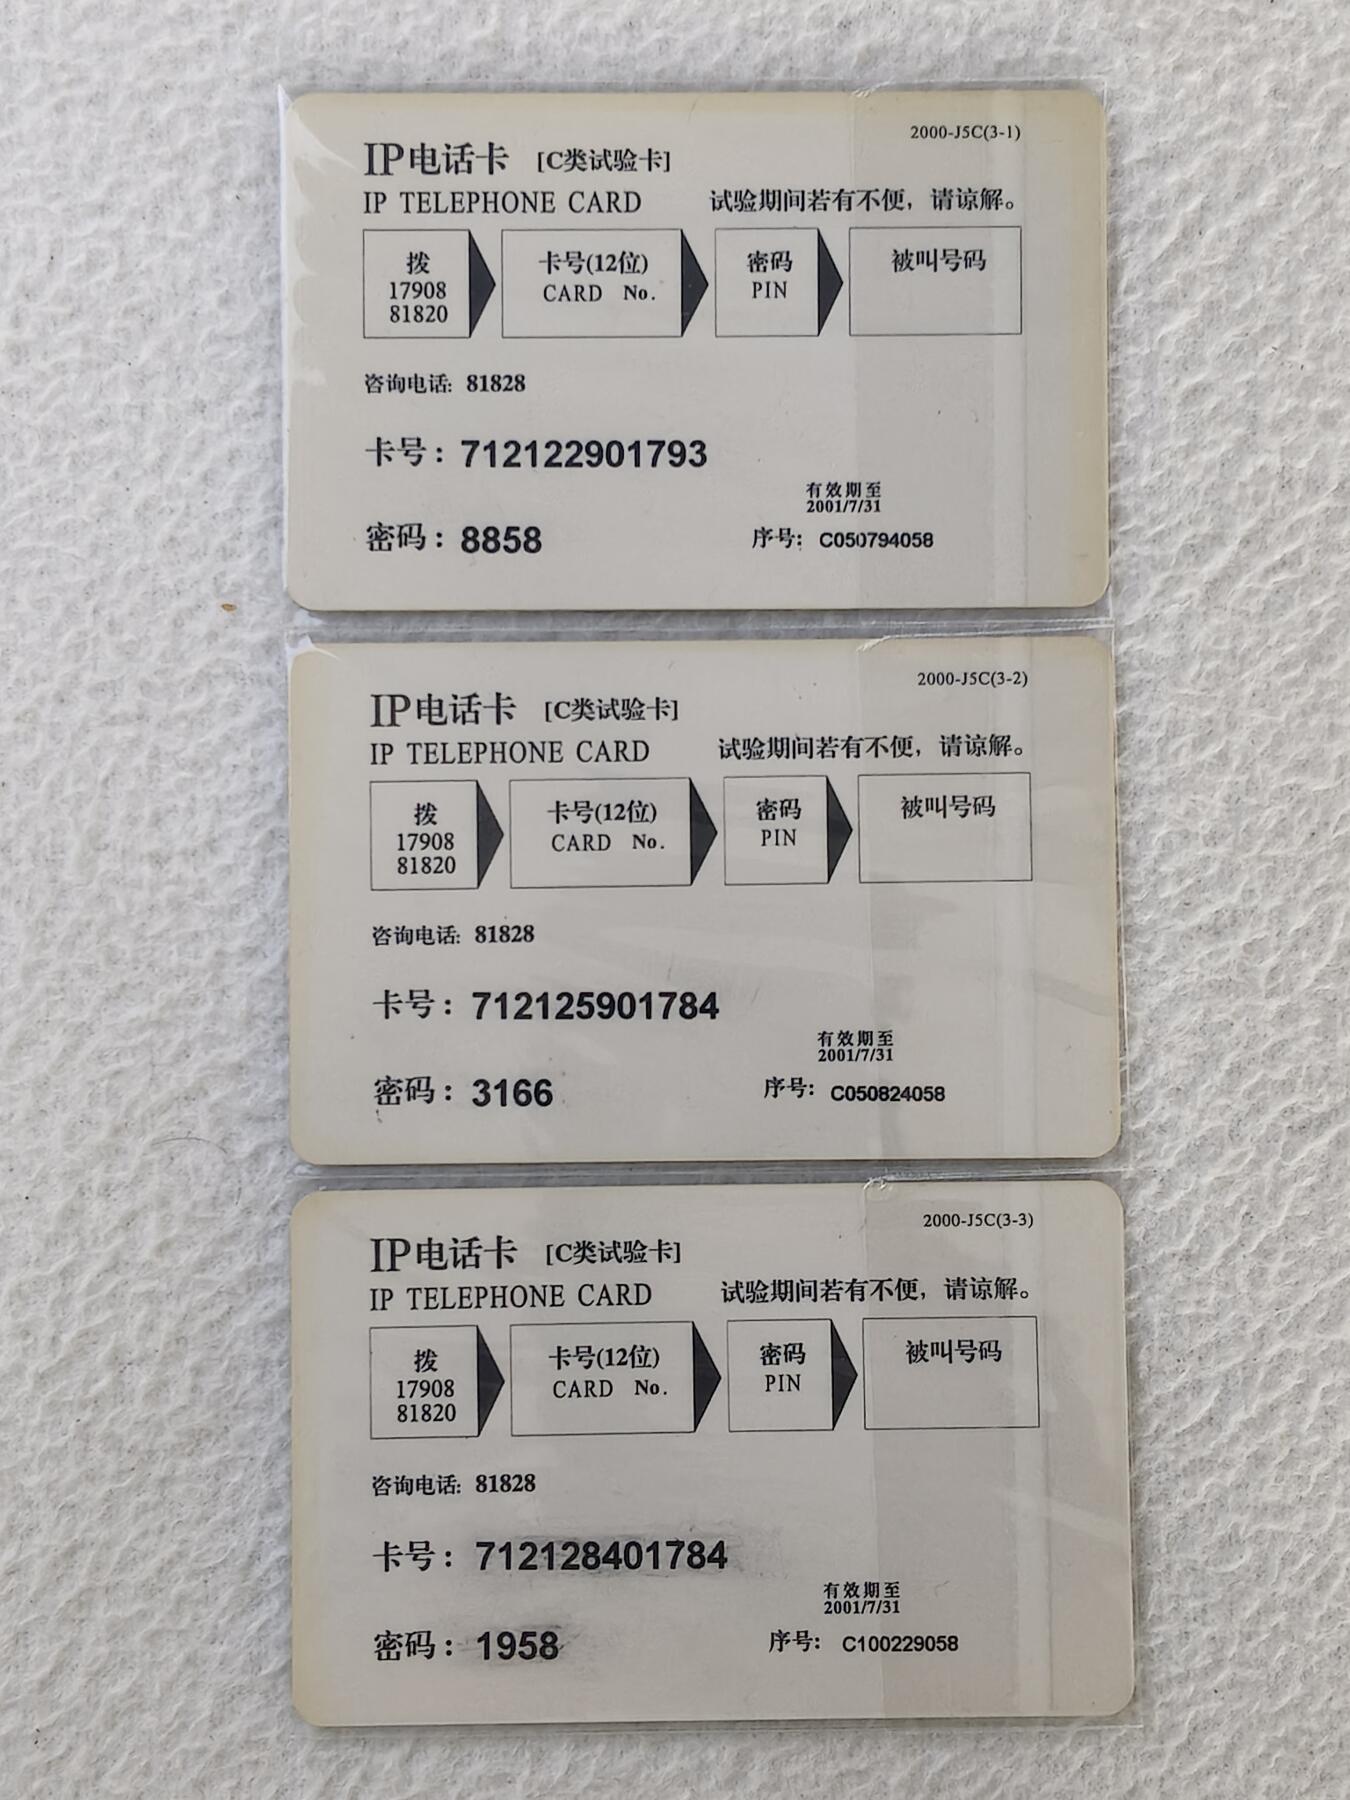 2000-J5C(3-1)
IP电话卡 [C类试验卡]
IP TELEPHONE CARD 试验期间若有不便，请谅解。
拨 卡号(12位) 密码 被叫号码
17908 CARD No. PIN
81820
咨询电话: 81828
卡号: 712122901793
有效期至
2001/7/31
密码: 8858 序号: C050794058
2000-J5C(3-2)
IP电话卡 [C类试验卡]
IP TELEPHONE CARD 试验期间若有不便，请谅解。
拨 卡号(12位) 密码 被叫号码
17908 CARD No. PIN
81820
咨询电话: 81828
卡号: 712125901784
有效期至
2001/7/31
密码: 3166 序号: C050824058
2000-J5C(3-3)
IP电话卡 [C类试验卡]
IP TELEPHONE CARD 试验期间若有不便，请谅解。
拨 卡号(12位) 密码 被叫号码
17908 CARD No. PIN
81820
咨询电话: 81828
卡号: 712128401784
有效期至
2001/7/31
密码: 1958 序号: C100229058